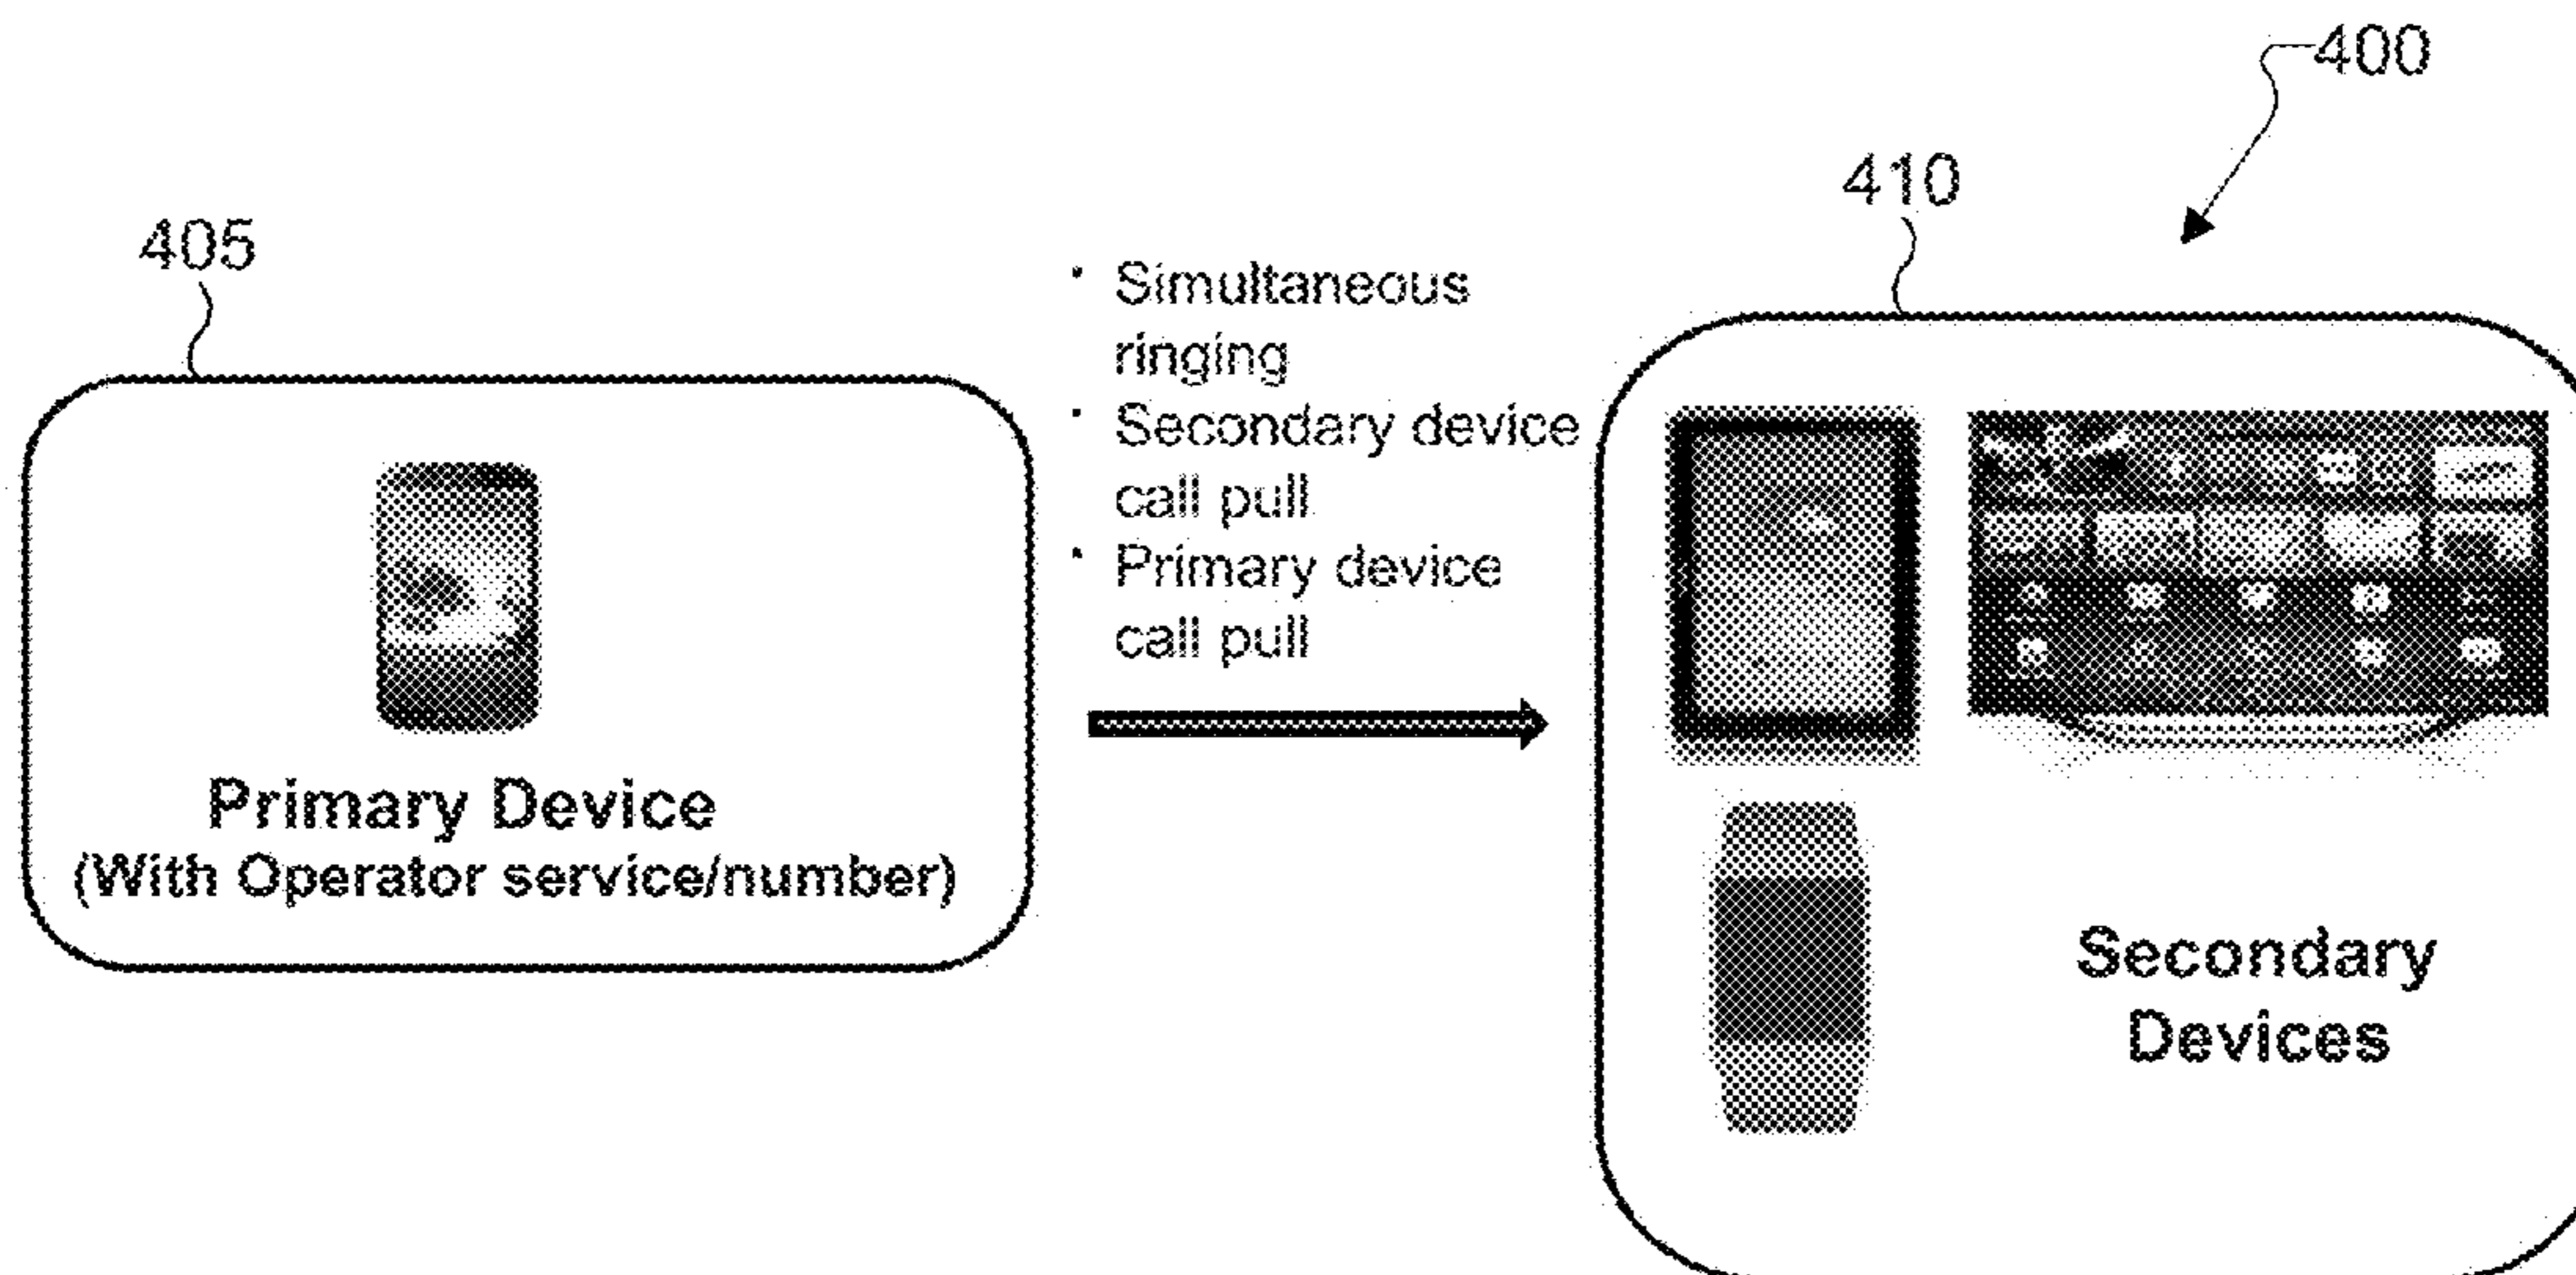 400
410
405
· Simultaneous
ringing
· Secondary device
call pull
· Primary device
call pull
Primary Device
(With Operator service/number)
Secondary
Devices